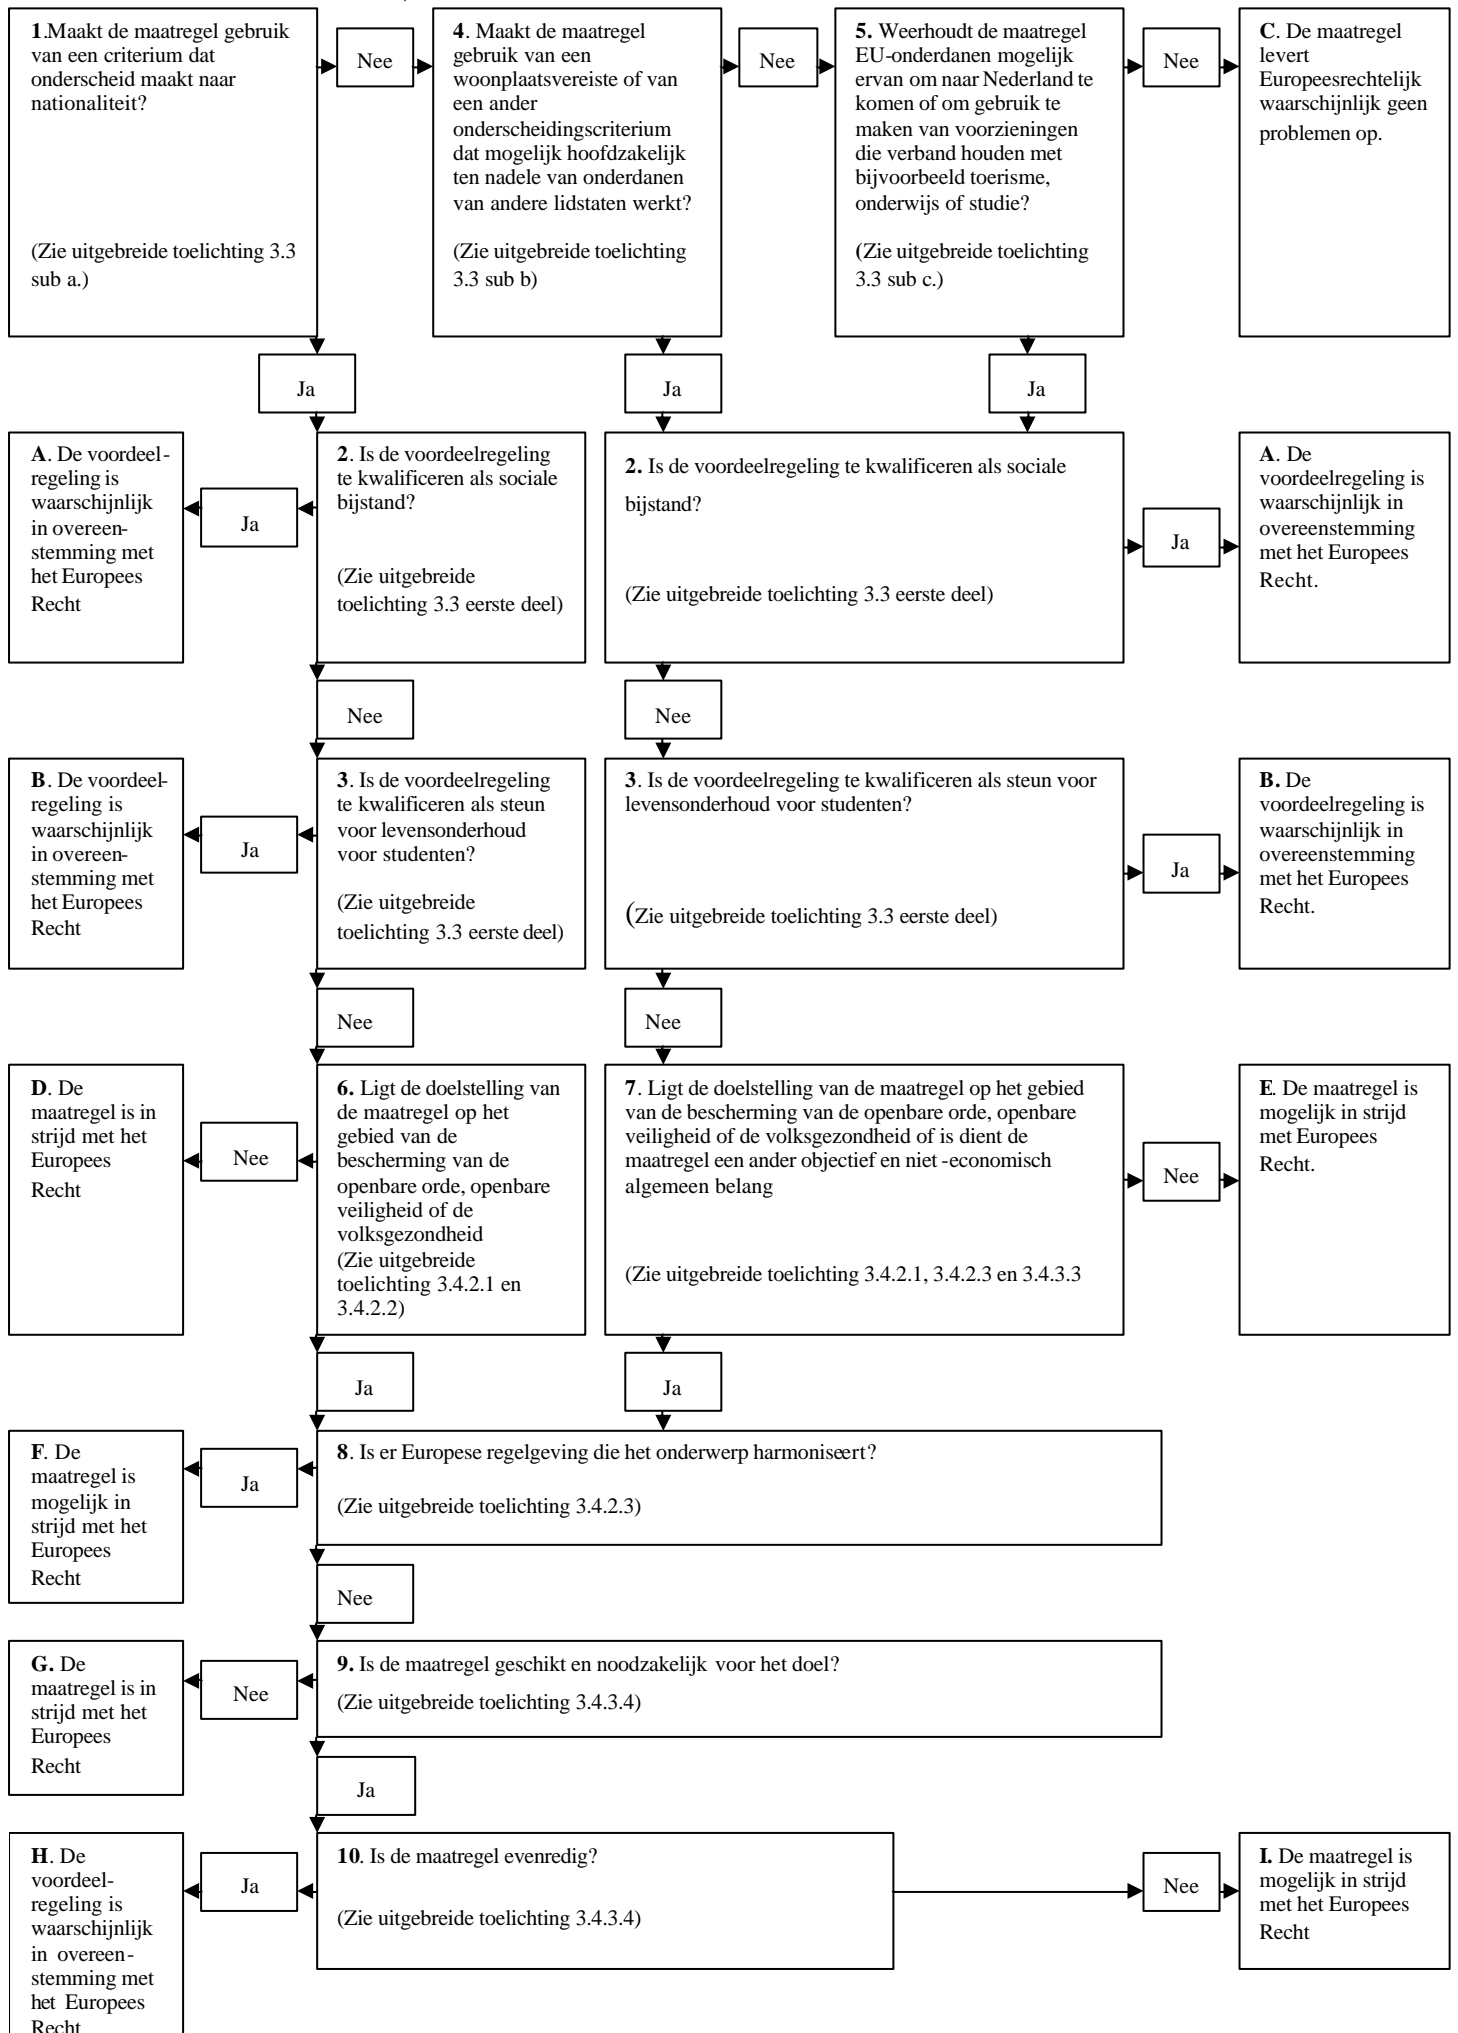 1.Maakt de maatregel gebruik
van een criterium dat
onderscheid maakt naar
nationaliteit?
(Zie uitgebreide toelichting 3.3
sub a.)
Nee
4. Maakt de maatregel
gebruik van een
woonplaatsvereiste of van
een ander
onderscheidingscriterium
dat mogelijk hoofdzakelijk
ten nadele van onderdanen
van andere lidstaten werkt?
(Zie uitgebreide toelichting
3.3 sub b)
Nee
5. Weerhoudt de maatregel
EU-onderdanen mogelijk
ervan om naar Nederland te
komen of om gebruik te
maken van voorzieningen
die verband houden met
bijvoorbeeld toerisme,
onderwijs of studie?
(Zie uitgebreide toelichting
3.3 sub c.)
Nee
C. De maatregel
levert
Europeesrechtelijk
waarschijnlijk geen
problemen op.
Ja
Ja
Ja
A. De voordeel-
regeling is
waarschijnlijk
in overeen-
stemming met
het Europees
Recht
Ja
2. Is de voordeelregeling
te kwalificeren als sociale
bijstand?
(Zie uitgebreide
toelichting 3.3 eerste deel)
2. Is de voordeelregeling te kwalificeren als sociale
bijstand?
(Zie uitgebreide toelichting 3.3 eerste deel)
Ja
A. De
voordeelregeling is
waarschijnlijk in
overeenstemming
met het Europees
Recht.
Nee
Nee
B. De voordeel-
regeling is
waarschijnlijk
in overeen-
stemming met
het Europees
Recht
Ja
3. Is de voordeelregeling
te kwalificeren als steun
voor levensonderhoud
voor studenten?
(Zie uitgebreide
toelichting 3.3 eerste deel)
3. Is de voordeelregeling te kwalificeren als steun voor
levensonderhoud voor studenten?
(Zie uitgebreide toelichting 3.3 eerste deel)
Ja
B. De
voordeelregeling is
waarschijnlijk in
overeenstemming
met het Europees
Recht.
Nee
Nee
D. De
maatregel is in
strijd met het
Europees
Recht
Nee
6. Ligt de doelstelling van
de maatregel op het
gebied van de
bescherming van de
openbare orde, openbare
veiligheid of de
volksgezondheid
(Zie uitgebreide
toelichting 3.4.2.1 en
3.4.2.2)
7. Ligt de doelstelling van de maatregel op het gebied
van de bescherming van de openbare orde, openbare
veiligheid of de volksgezondheid of is dient de
maatregel een ander objectief en niet -economisch
algemeen belang
(Zie uitgebreide toelichting 3.4.2.1, 3.4.2.3 en 3.4.3.3
Nee
E. De maatregel is
mogelijk in strijd
met Europees
Recht.
Ja
Ja
F. De
maatregel is
mogelijk in
strijd met het
Europees
Recht
Ja
8. Is er Europese regelgeving die het onderwerp harmoniseert?
(Zie uitgebreide toelichting 3.4.2.3)
Nee
G. De
maatregel is in
strijd met het
Europees
Recht
Nee
9. Is de maatregel geschikt en noodzakelijk voor het doel?
(Zie uitgebreide toelichting 3.4.3.4)
Ja
H. De
voordeel-
regeling is
waarschijnlijk
in overeen-
stemming met
het Europees
Recht
Ja
10. Is de maatregel evenredig?
(Zie uitgebreide toelichting 3.4.3.4)
Nee
I. De maatregel is
mogelijk in strijd
met het Europees
Recht